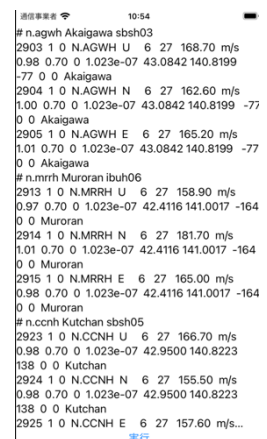 通信事業者 10:54
# n.agwh Akaigawa sbsh03
2903 1 0 N.AGWH U 6 27 168.70 m/s
0.98 0.70 0 1.023e-07 43.0842 140.8199
-77 0 0 Akaigawa
2904 1 0 N.AGWH N 6 27 162.60 m/s
1.00 0.70 0 1.023e-07 43.0842 140.8199 -77
0 0 Akaigawa
2905 1 0 N.AGWH E 6 27 165.20 m/s
1.01 0.70 0 1.023e-07 43.0842 140.8199 -77
0 0 Akaigawa
# n.mrrh Muroran ibuh06
2913 1 0 N.MRRH U 6 27 158.90 m/s
0.97 0.70 0 1.023e-07 42.4116 141.0017 -164
0 0 Muroran
2914 1 0 N.MRRH N 6 27 181.70 m/s
1.01 0.70 0 1.023e-07 42.4116 141.0017 -164
0 0 Muroran
2915 1 0 N.MRRH E 6 27 165.00 m/s
0.98 0.70 0 1.023e-07 42.4116 141.0017 -164
0 0 Muroran
# n.ccnh Kutchan sbsh05
2923 1 0 N.CCNH U 6 27 166.70 m/s
0.98 0.70 0 1.023e-07 42.9500 140.8223
138 0 0 Kutchan
2924 1 0 N.CCNH N 6 27 155.50 m/s
0.98 0.70 0 1.023e-07 42.9500 140.8223
138 0 0 Kutchan
2925 1 0 N.CCNH E 6 27 157.60 m/s...
実行